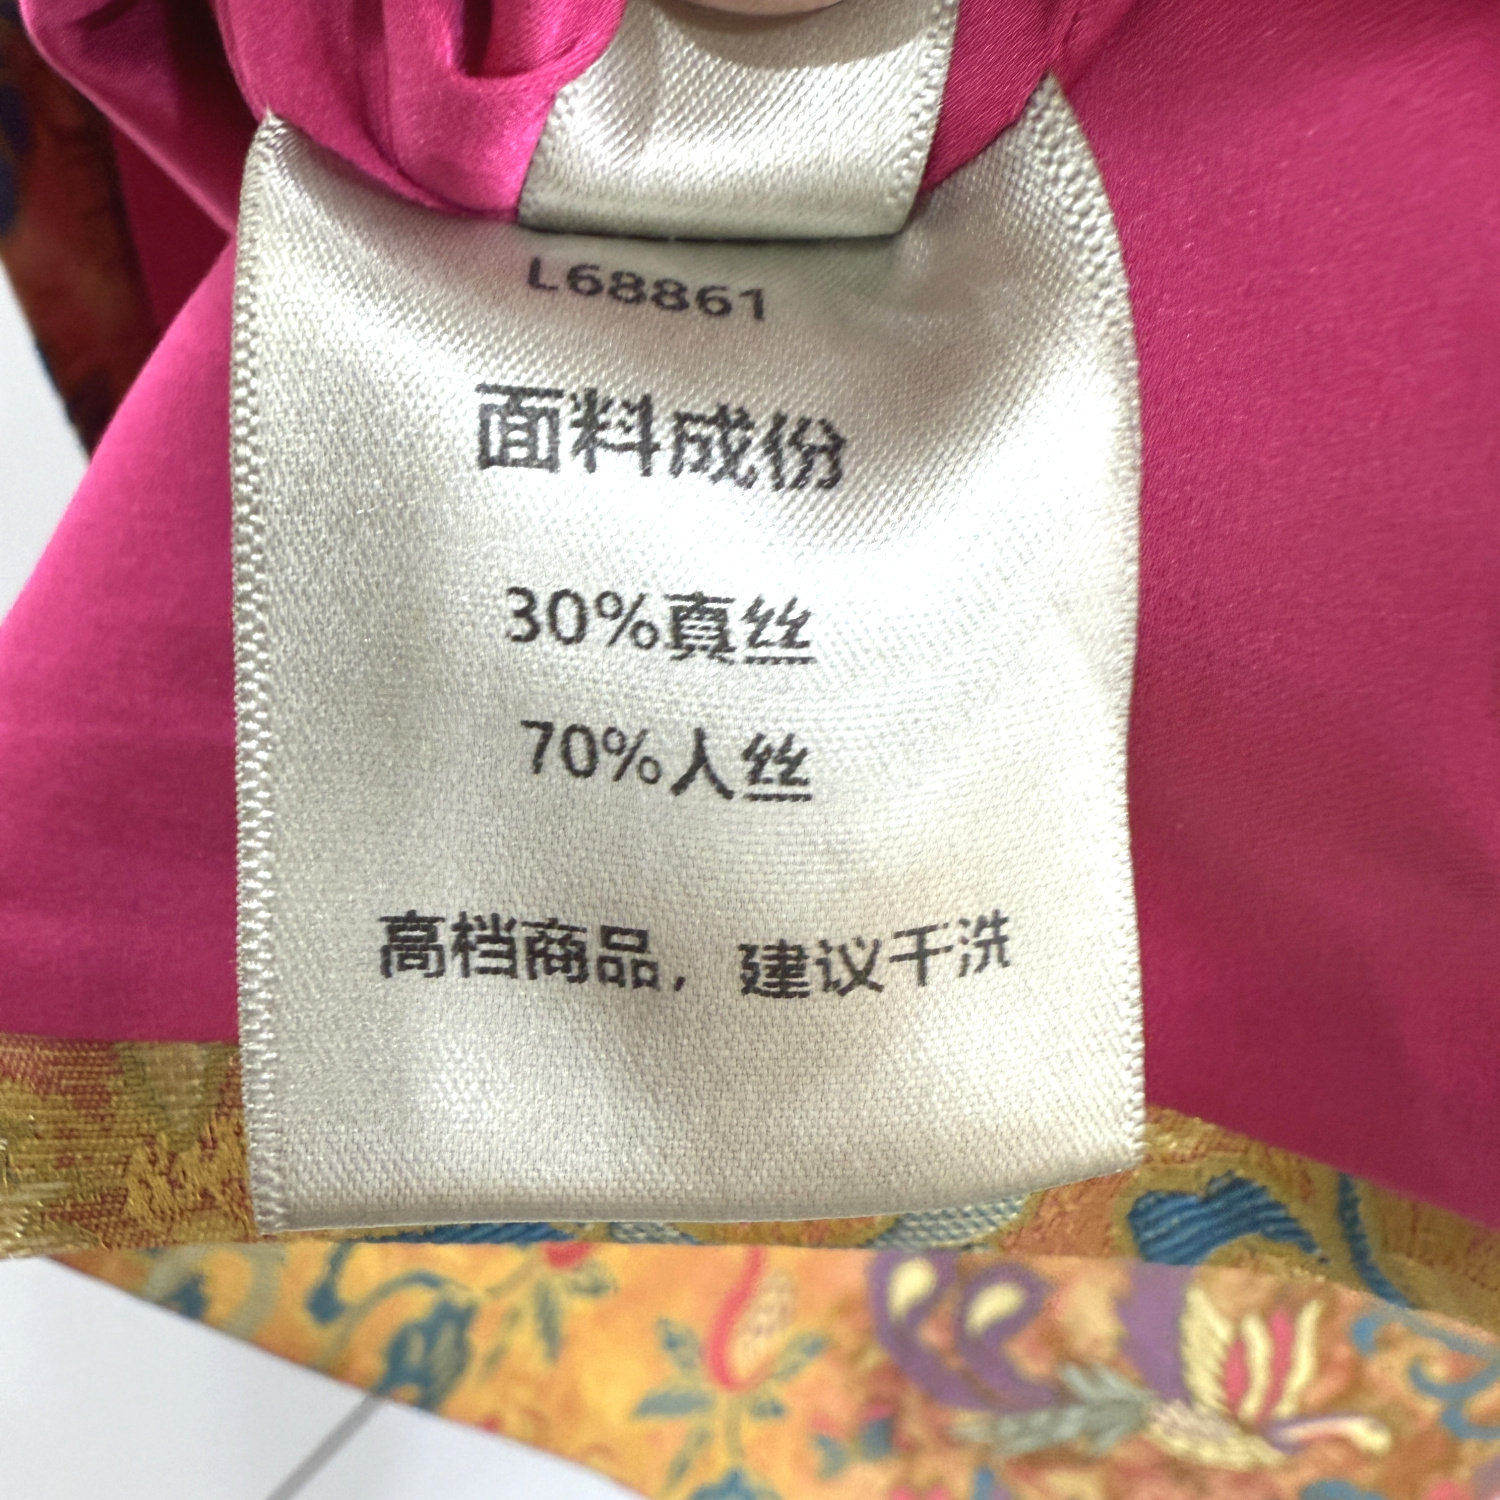 L68861
面料成份
30%真丝
70%人丝
高档商品，建议干洗